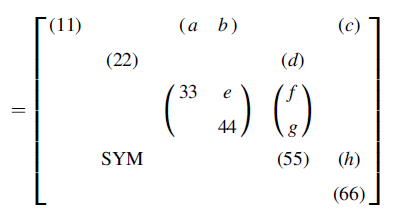 (11) (a b) (c)
(22) (d)
= (33 e (f
44) g)
SYM (55) (h)
(66)